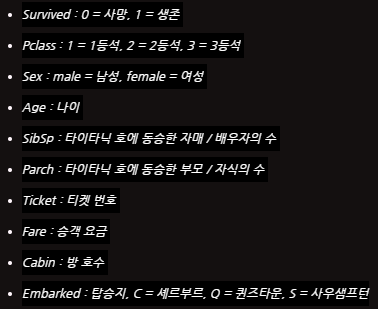 Survived : 0 = 사망, 1 = 생존
Pclass : 1 = 1등석, 2 = 2등석, 3 = 3등석
Sex : male = 남성, female = 여성
Age : 나이
SibSp : 타이타닉 호에 동승한 자매 / 배우자의 수
Parch : 타이타닉 호에 동승한 부모 / 자식의 수
Ticket : 티켓 번호
Fare : 승객 요금
Cabin : 방 호수
Embarked : 탑승지, C = 셰르부르, Q = 퀸즈타운, S = 사우샘프턴